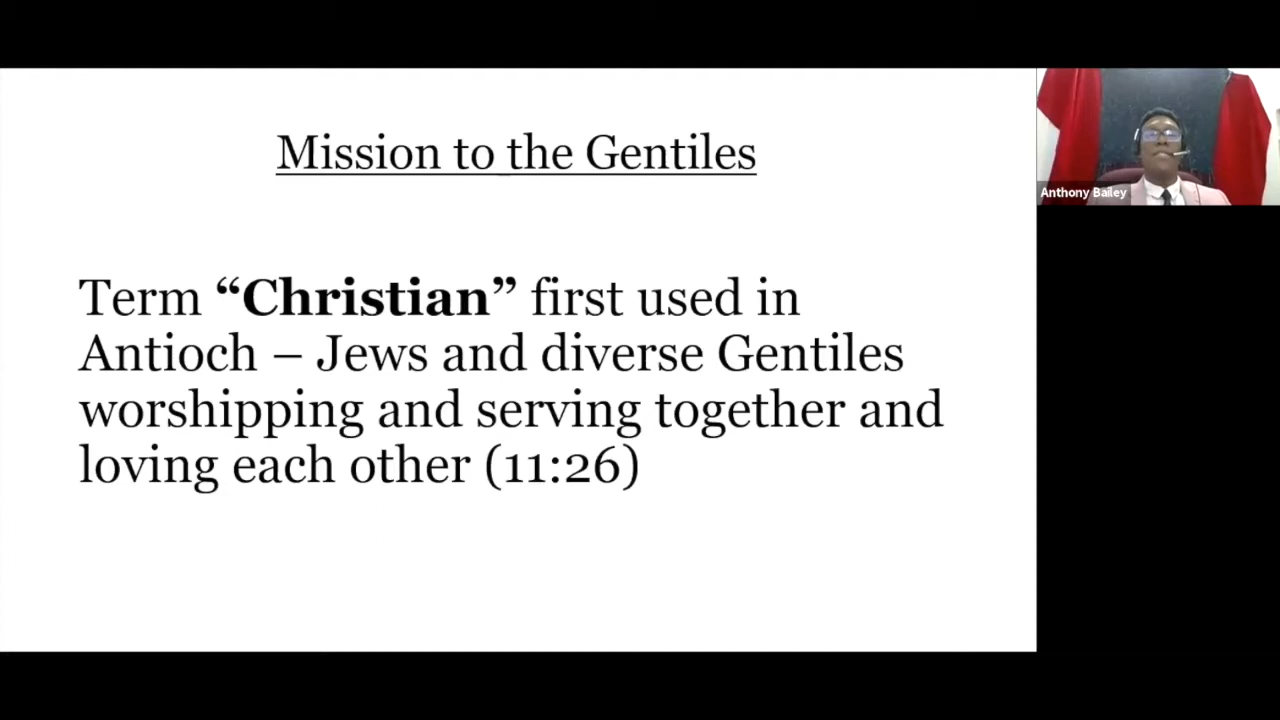 Mission to the Gentiles
Term “Christian” first used in
Antioch – Jews and diverse Gentiles
worshipping and serving together and
loving each other (11:26)
Anthony Bailey